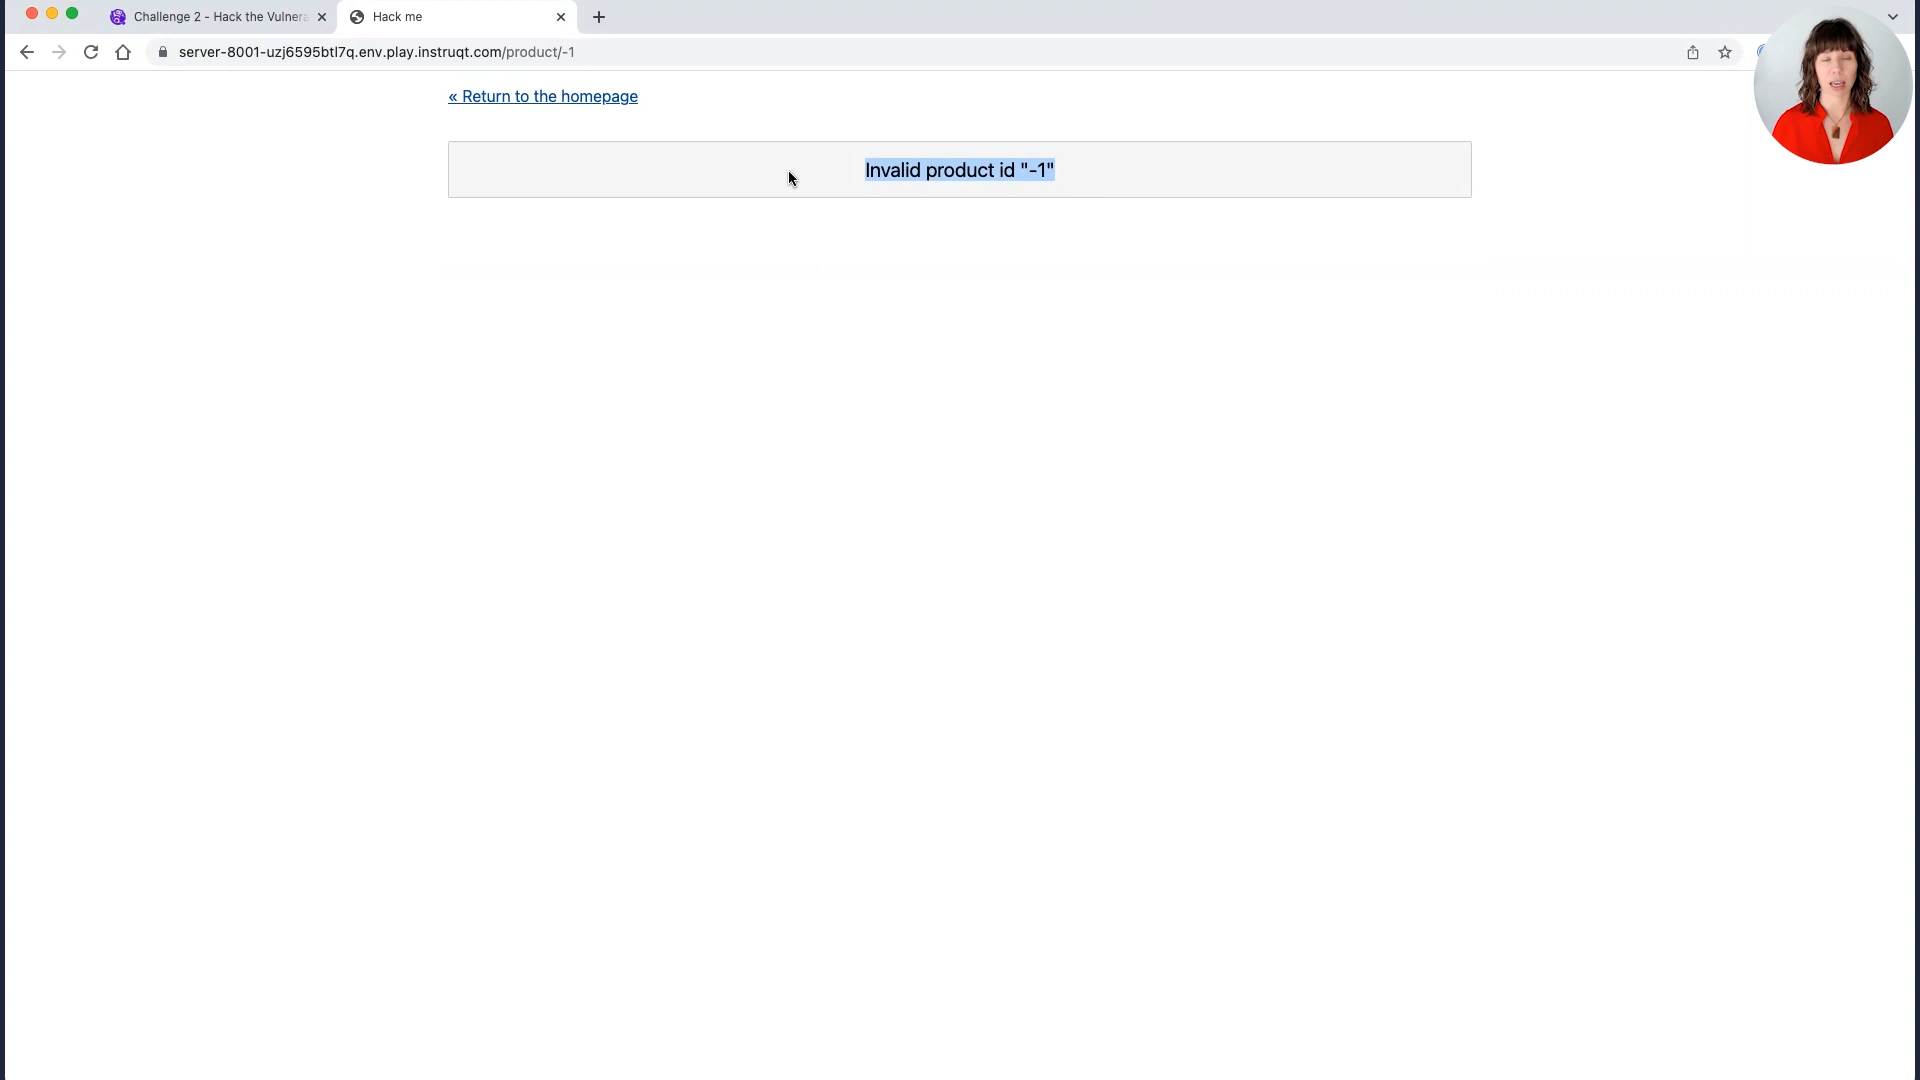 Challenge 2 - Hack the Vulnera
Hack me
server-8001-uzj6595btl7q.env.play.instruqt.com/product/-1
« Return to the homepage
Invalid product id "-1"